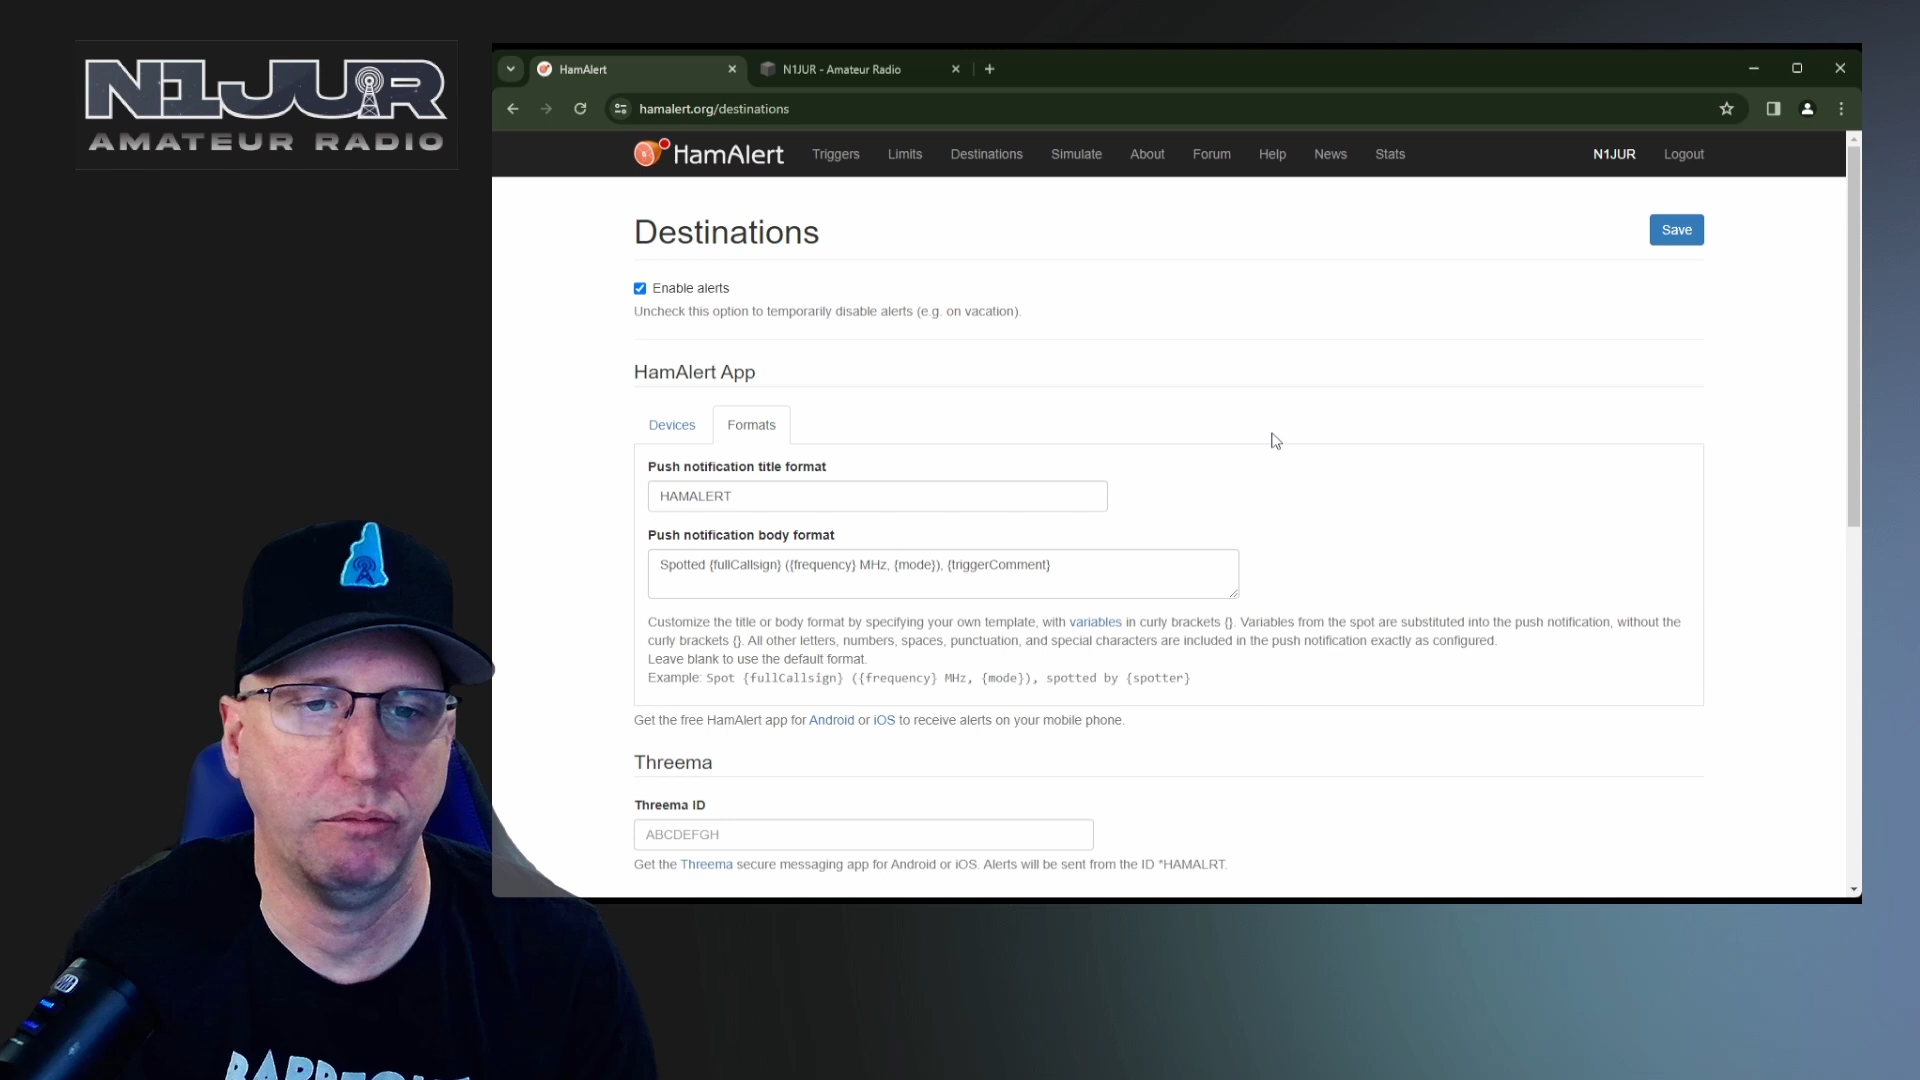 N1JUR
AMATEUR RADIO
HamAlert
N1JUR - Amateur Radio
hamalert.org/destinations
HamAlert Triggers Limits Destinations Simulate About Forum Help News Stats N1JUR Logout
Destinations
Save
Enable alerts
Uncheck this option to temporarily disable alerts (e.g. on vacation).
HamAlert App
Devices Formats
Push notification title format
HAMALERT
Push notification body format
Spotted {fullCallsign} ({frequency} MHz, {mode}), {triggerComment}
Customize the title or body format by specifying your own template, with variables in curly brackets {}. Variables from the spot are substituted into the push notification, without the
curly brackets {}. All other letters, numbers, spaces, punctuation, and special characters are included in the push notification exactly as configured.
Leave blank to use the default format.
Example: Spot {fullCallsign} ({frequency} MHz, {mode}), spotted by {spotter}
Get the free HamAlert app for Android or iOS to receive alerts on your mobile phone.
Threema
Threema ID
ABCDEFGH
Get the Threema secure messaging app for Android or iOS. Alerts will be sent from the ID *HAMALRT.